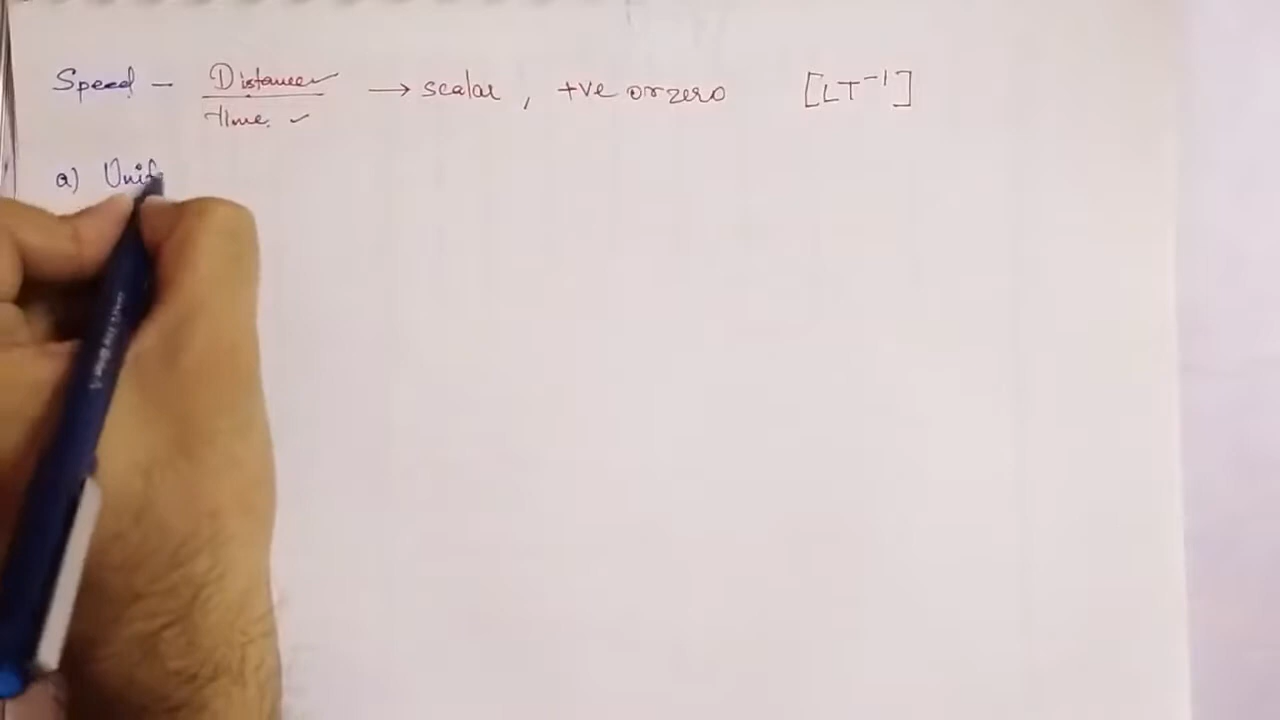 Speed - Distance/Time → scalar, +ve or zero [LT⁻¹]
a) Unif